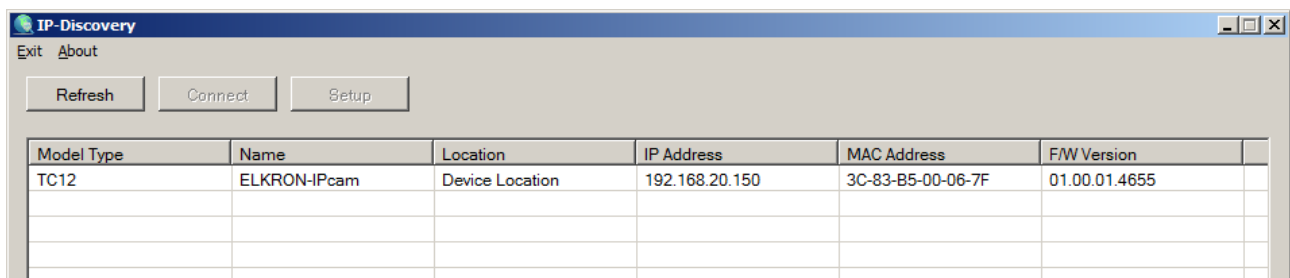 IP-Discovery
Exit About
Refresh Connect Setup
Model Type Name Location IP Address MAC Address F/W Version
TC12 ELKRON-IPcam Device Location 192.168.20.150 3C-83-B5-00-06-7F 01.00.01.4655